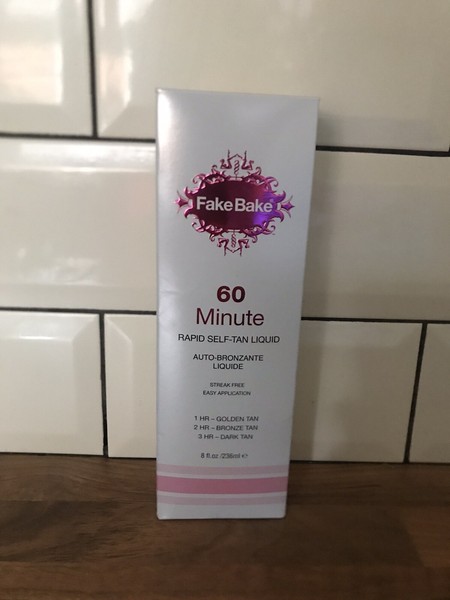 FakeBake
60
Minute
RAPID SELF-TAN LIQUID
AUTO-BRONZANTE
LIQUIDE
STREAK FREE
EASY APPLICATION
1 HR – GOLDEN TAN
2 HR – BRONZE TAN
3 HR – DARK TAN
8 fl.oz /236ml ℮